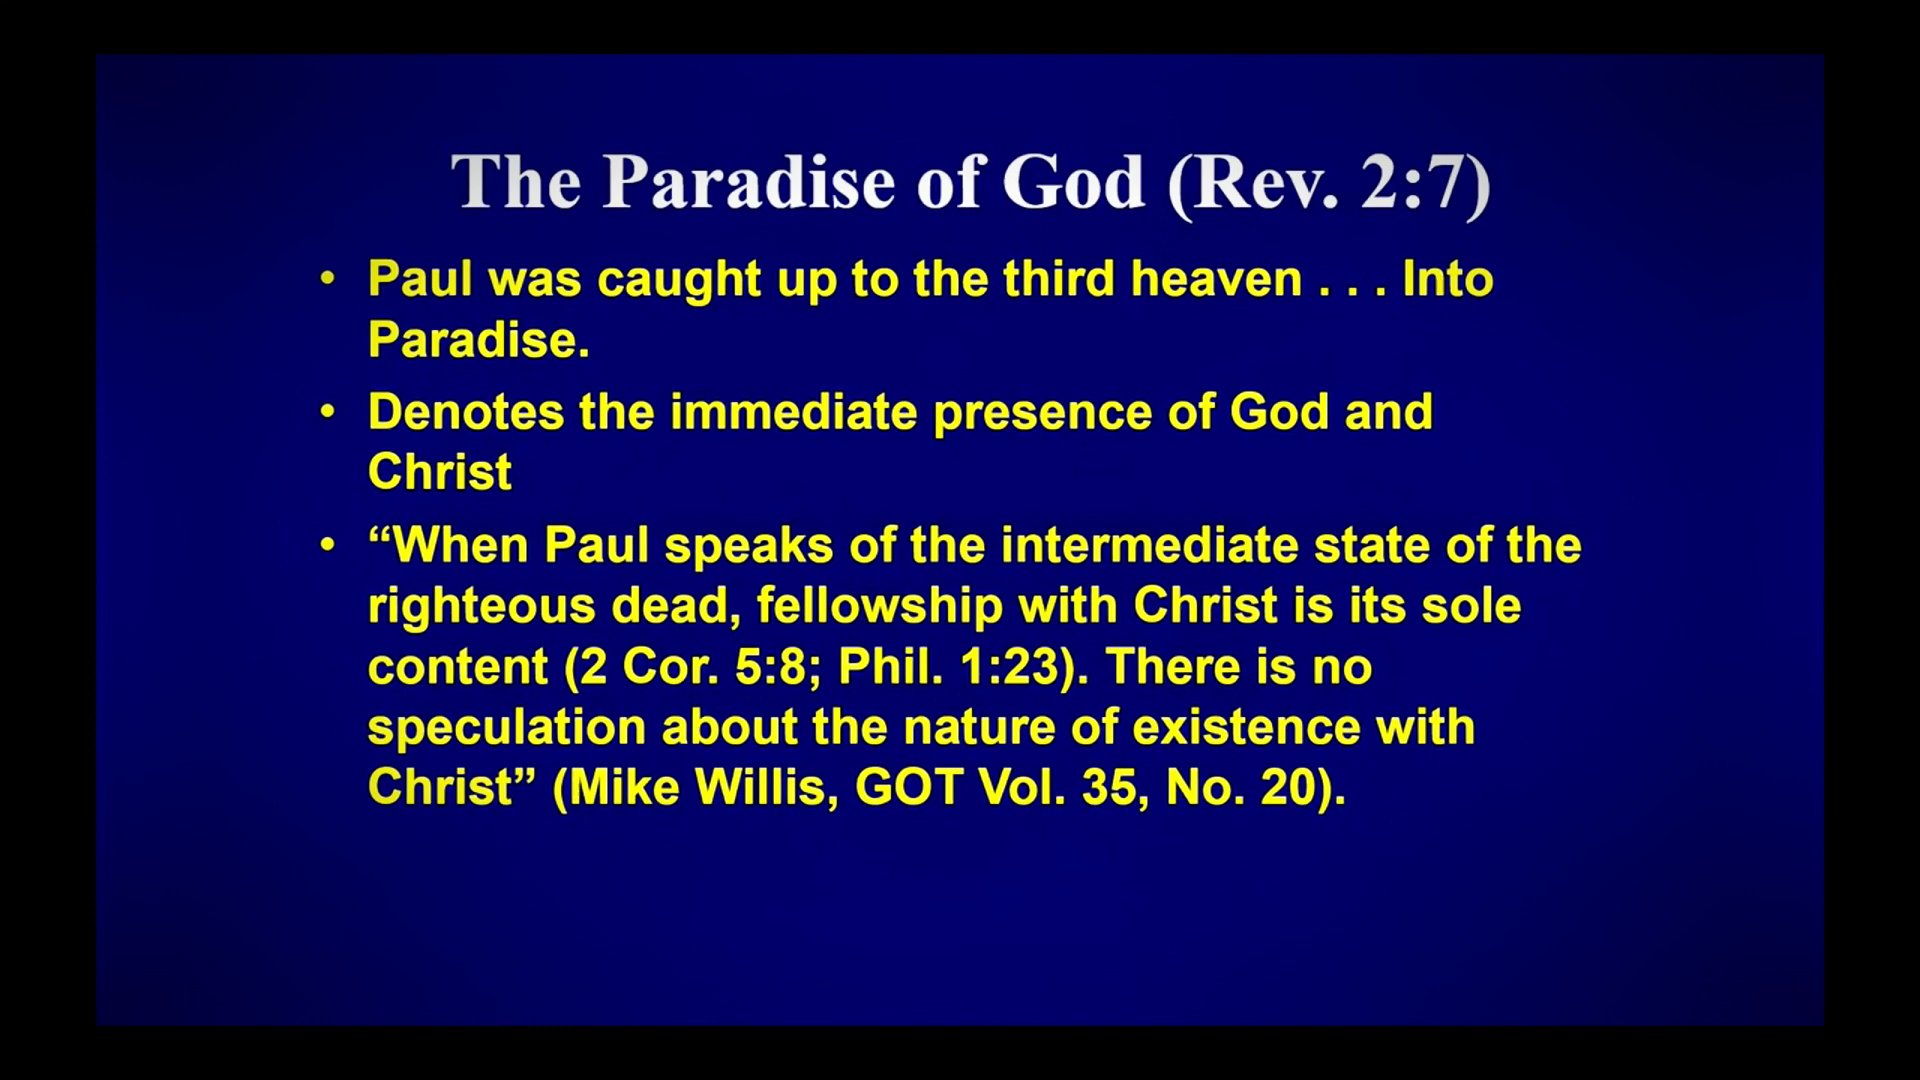 The Paradise of God (Rev. 2:7)
• Paul was caught up to the third heaven . . . Into
Paradise.
• Denotes the immediate presence of God and
Christ
• “When Paul speaks of the intermediate state of the
righteous dead, fellowship with Christ is its sole
content (2 Cor. 5:8; Phil. 1:23). There is no
speculation about the nature of existence with
Christ” (Mike Willis, GOT Vol. 35, No. 20).